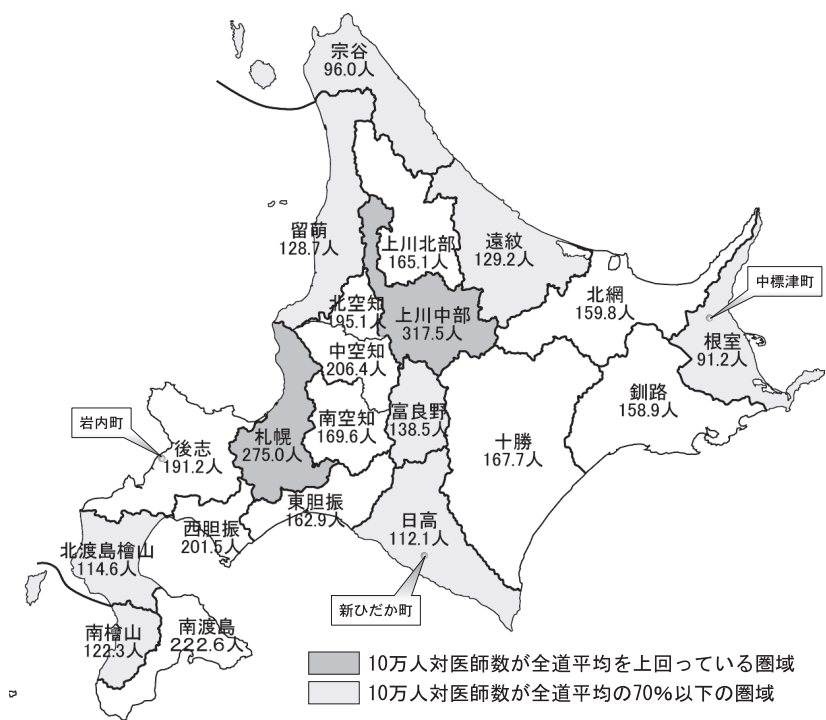 宗谷
96.0人
留萌
128.7人
上川北部
165.1人
遠紋
129.2人
中標津町
北網
159.8人
北空知
195.1人
上川中部
317.5人
根室
91.2人
中空知
206.4人
釧路
158.9人
岩内町
後志
191.2人
札幌
275.0人
南空知
169.6人
富良野
138.5人
十勝
167.7人
東胆振
162.9人
西胆振
201.5人
日高
112.1人
北渡島檜山
114.6人
新ひだか町
南檜山
122.3人
南渡島
222.6人
10万人対医師数が全道平均を上回っている圏域
10万人対医師数が全道平均の70%以下の圏域